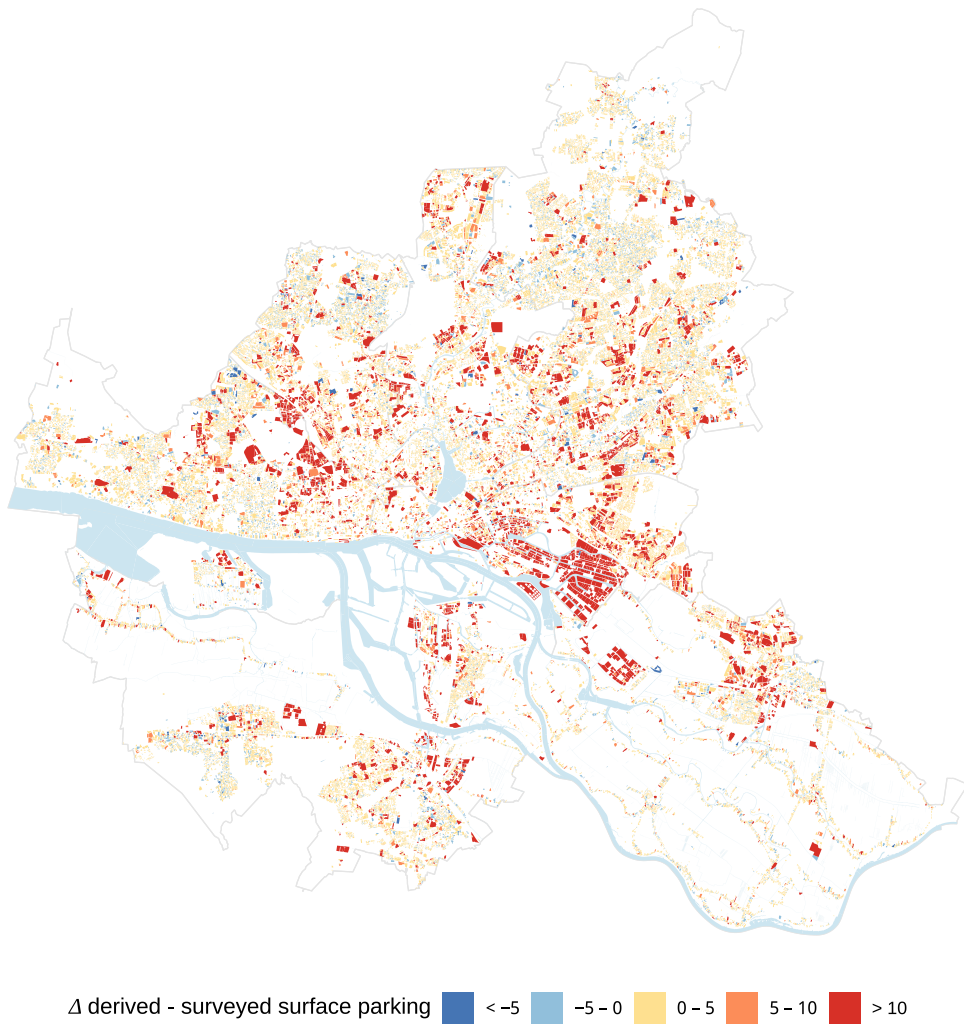 Δ derived - surveyed surface parking < −5 −5 – 0 0 – 5 5 – 10 > 10